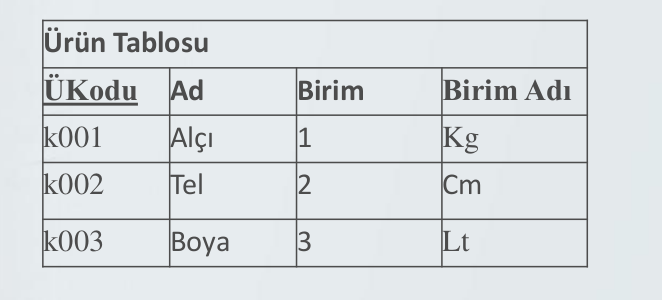 Ürün Tablosu
ÜKodu Ad Birim Birim Adı
k001 Alçı 1 Kg
k002 Tel 2 Cm
k003 Boya 3 Lt